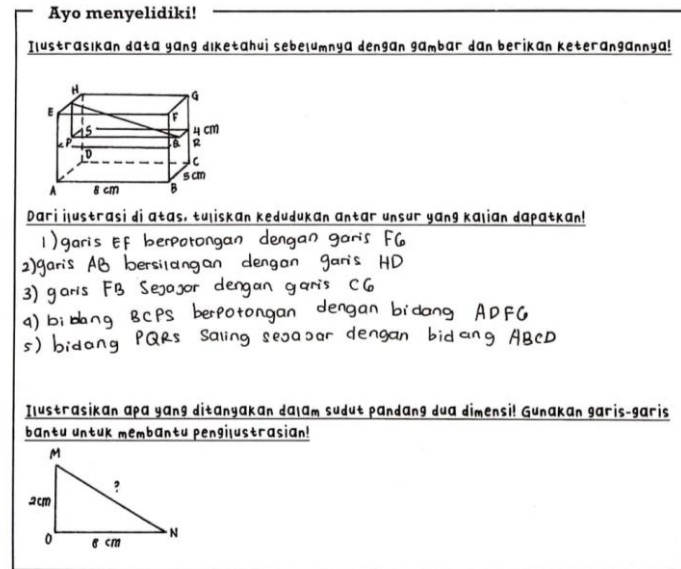 Ayo menyelidiki!
Ilustrasikan data yang diketahui sebelumnya dengan gambar dan berikan keterangannya!
H
G
E
F
S
4 cm
P
Q
R
D
C
5 cm
A
8 cm
B
Dari ilustrasi di atas, tuliskan kedudukan antar unsur yang kalian dapatkan!
1) garis EF berpotongan dengan garis FG
2) garis AB bersilangan dengan garis HD
3) garis FB Sejajar dengan garis CG
4) bidang BCPS berpotongan dengan bidang ADFG
5) bidang PQRS Saling sejajar dengan bidang ABCD
Ilustrasikan apa yang ditanyakan dalam sudut pandang dua dimensi! Gunakan garis-garis
bantu untuk membantu pengilustrasian!
M
?
2cm
O
8 cm
N